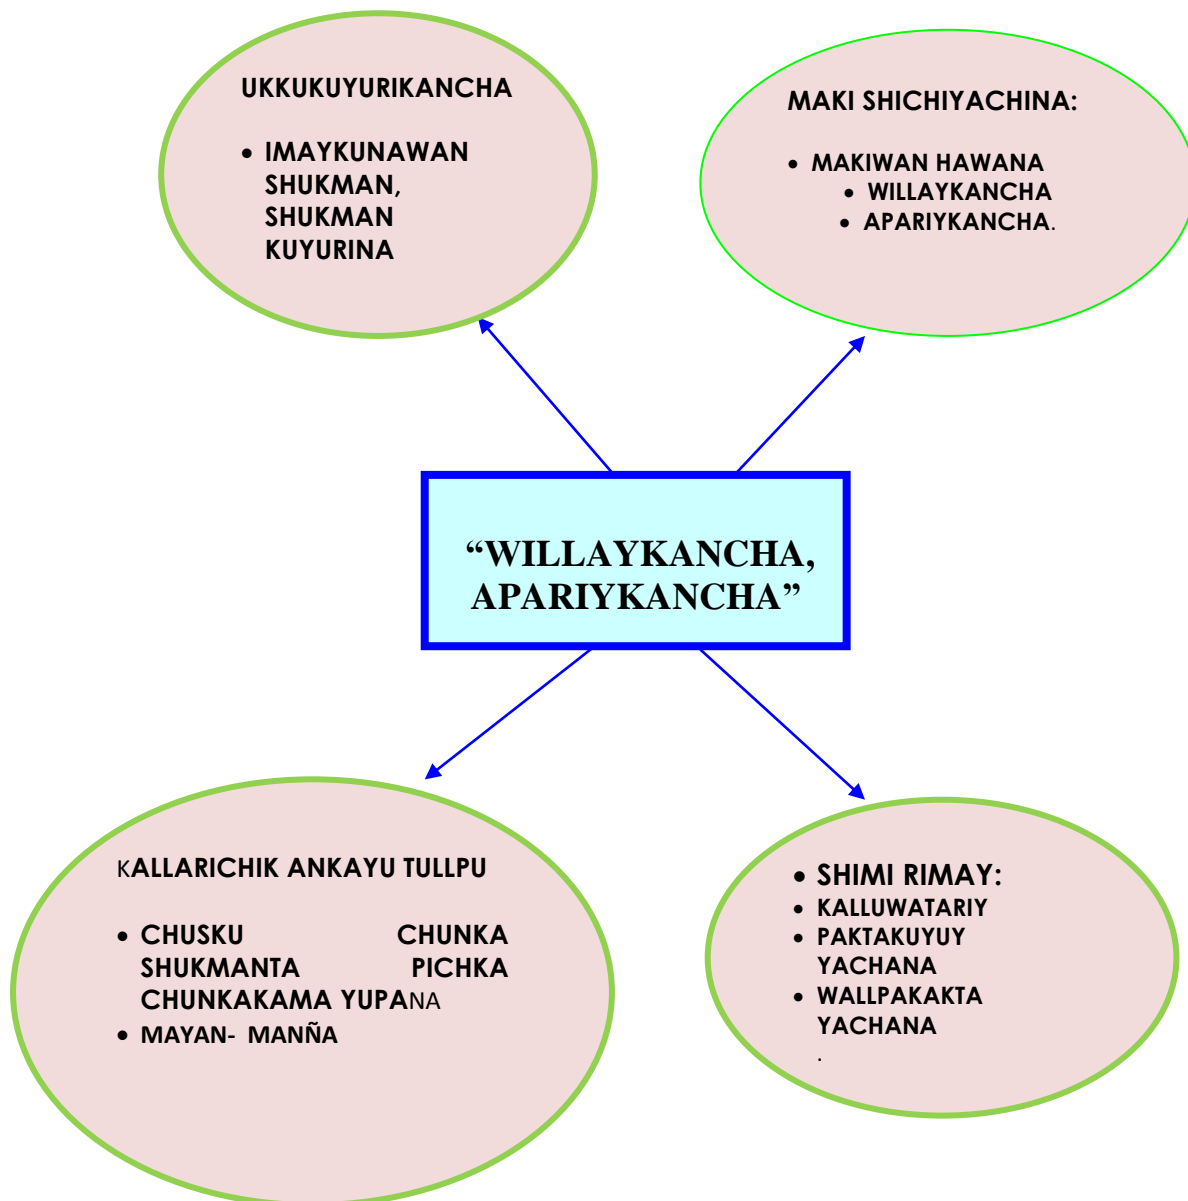 UKKUKUYURIKANCHA
• IMAYKUNAWAN
SHUKMAN,
SHUKMAN
KUYURINA
MAKI SHICHIYACHINA:
• MAKIWAN HAWANA
• WILLAYKANCHA
• APARIYKANCHA.
“WILLAYKANCHA,
APARIYKANCHA”
KALLARICHIK ANKAYU TULLPU
• CHUSKU CHUNKA
SHUKMANTA PICHKA
CHUNKAKAMA YUPANA
• MAYAN- MANÑA
• SHIMI RIMAY:
• KALLUWATARIY
• PAKTAKUYUY
YACHANA
• WALLPAKAKTA
YACHANA
.